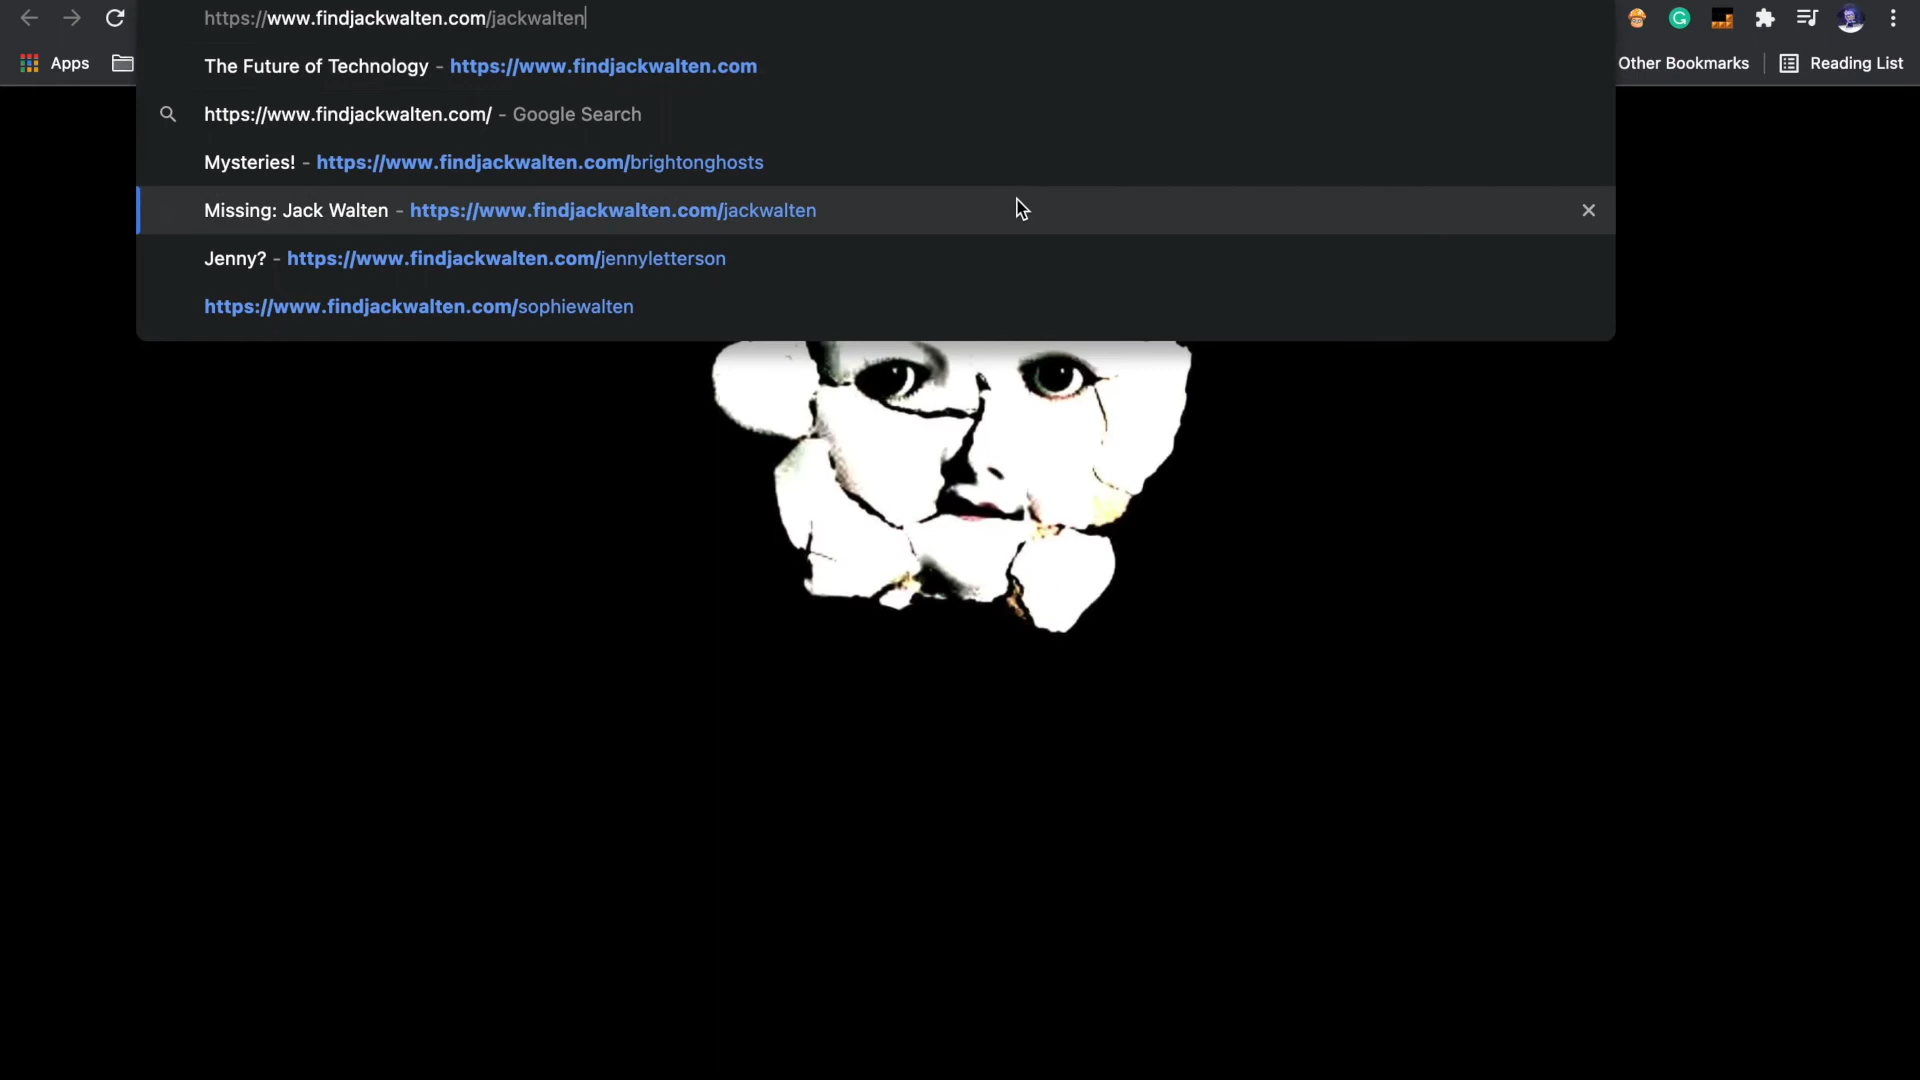 https://www.findjackwalten.com/jackwalten
Apps
Other Bookmarks
Reading List
The Future of Technology - https://www.findjackwalten.com
https://www.findjackwalten.com/ - Google Search
Mysteries! - https://www.findjackwalten.com/brightonghosts
Missing: Jack Walten - https://www.findjackwalten.com/jackwalten
Jenny? - https://www.findjackwalten.com/jennyletterson
https://www.findjackwalten.com/sophiewalten